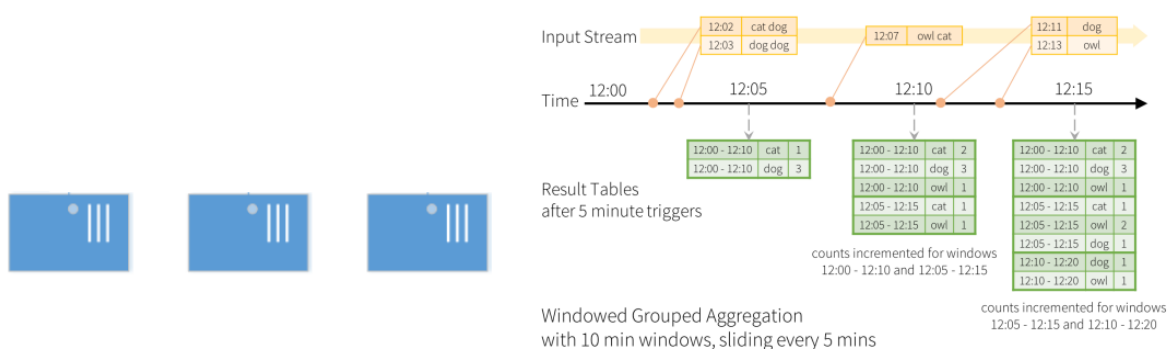 Input Stream
12:02 cat dog
12:03 dog dog
12:07 owl cat
12:11 dog
12:13 owl
Time
12:00
12:05
12:10
12:15
Result Tables
after 5 minute triggers
12:00 - 12:10 cat 1
12:00 - 12:10 dog 3
12:00 - 12:10 cat 2
12:00 - 12:10 dog 3
12:00 - 12:10 owl 1
12:05 - 12:15 cat 1
12:05 - 12:15 owl 1
counts incremented for windows
12:00 - 12:10 and 12:05 - 12:15
12:00 - 12:10 cat 2
12:00 - 12:10 dog 3
12:00 - 12:10 owl 1
12:05 - 12:15 cat 1
12:05 - 12:15 owl 2
12:05 - 12:15 dog 1
12:10 - 12:20 dog 1
12:10 - 12:20 owl 1
counts incremented for windows
12:05 - 12:15 and 12:10 - 12:20
Windowed Grouped Aggregation
with 10 min windows, sliding every 5 mins